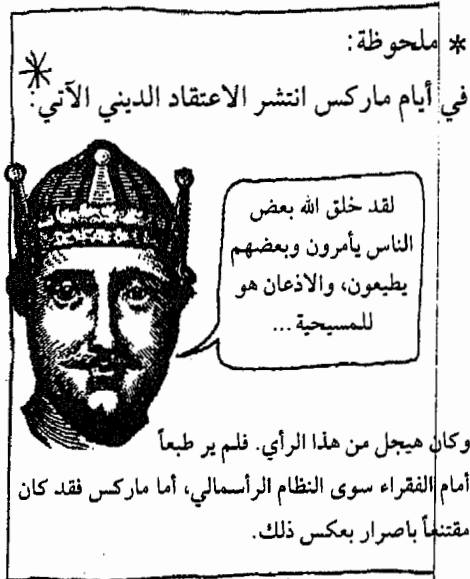 * ملحوظة:
في أيام ماركس انتشر الاعتقاد الديني الآتي:
لقد خلق الله بعض
الناس يأمرون وبعضهم
يطيعون، والاذعان هو
للمسيحية ...
وكان هيجل من هذا الرأي. فلم ير طبعاً
أمام الفقراء سوى النظام الرأسمالي، أما ماركس فقد كان
مقتنعاً باصرار بعكس ذلك.